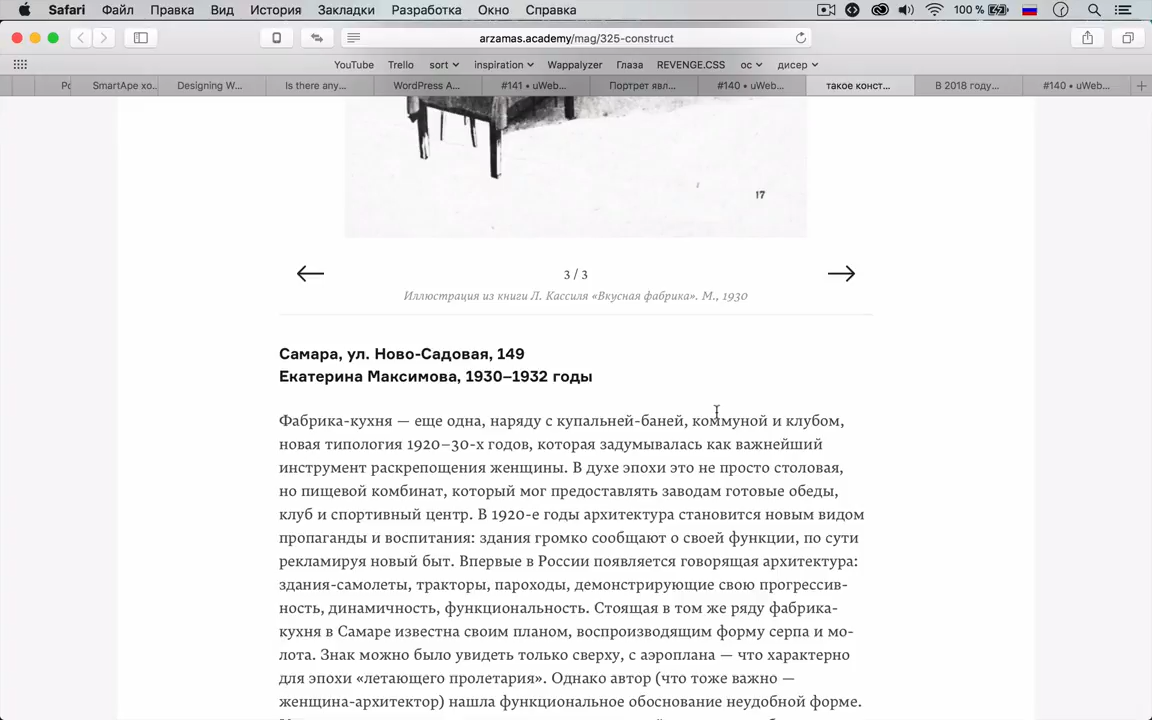 Safari Файл Правка Вид История Закладки Разработка Окно Справка 100 %
arzamas.academy/mag/325-construct
YouTube Trello sort inspiration Wappalyzer Глаза REVENGE.CSS ос дисер
Рс SmartApe хо... Designing W... Is there any... WordPress A... #141 • uWeb... Портрет явл... #140 • uWeb... такое конст... В 2018 году... #140 • uWeb...
17
3 / 3
Иллюстрация из книги Л. Кассиля «Вкусная фабрика». М., 1930
Самара, ул. Ново-Садовая, 149
Екатерина Максимова, 1930–1932 годы
Фабрика-кухня — еще одна, наряду с купальней-баней, коммуной и клубом,
новая типология 1920–30-х годов, которая задумывалась как важнейший
инструмент раскрепощения женщины. В духе эпохи это не просто столовая,
но пищевой комбинат, который мог предоставлять заводам готовые обеды,
клуб и спортивный центр. В 1920-е годы архитектура становится новым видом
пропаганды и воспитания: здания громко сообщают о своей функции, по сути
рекламируя новый быт. Впервые в России появляется говорящая архитектура:
здания-самолеты, тракторы, пароходы, демонстрирующие свою прогрессив-
ность, динамичность, функциональность. Стоящая в том же ряду фабрика-
кухня в Самаре известна своим планом, воспроизводящим форму серпа и мо-
лота. Знак можно было увидеть только сверху, с аэроплана — что характерно
для эпохи «летающего пролетария». Однако автор (что тоже важно —
женщина-архитектор) нашла функциональное обоснование неудобной форме.